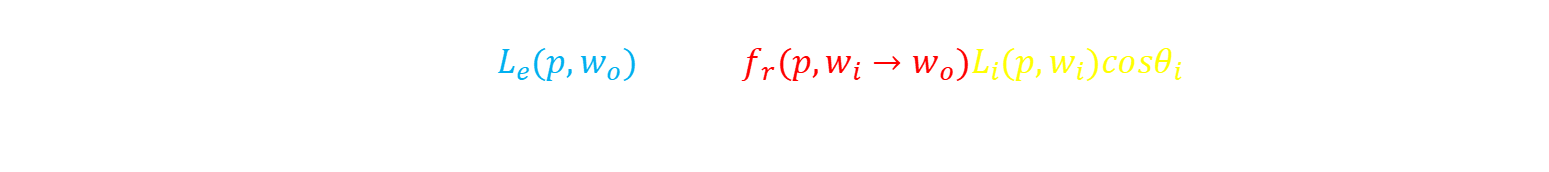 Lₑ(p, wₒ) fᵣ(p, wᵢ → wₒ)Lᵢ(p, wᵢ)cosθᵢ